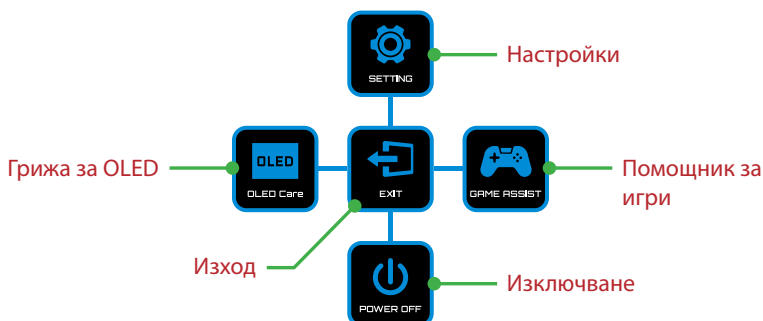 SETTING
Настройки
Грижа за OLED
OLED
OLED Care
EXIT
GAME ASSIST
Помощник за
игри
Изход
POWER OFF
Изключване